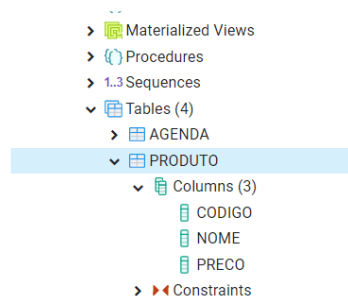 Materialized Views
Procedures
1..3 Sequences
Tables (4)
AGENDA
PRODUTO
Columns (3)
CODIGO
NOME
PRECO
Constraints